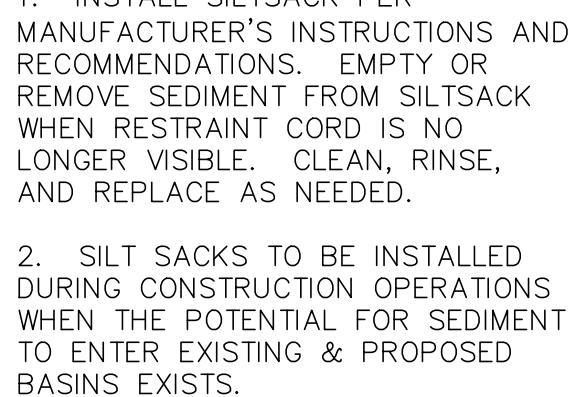 1.  INSTALL SILTSACK PER
MANUFACTURER'S INSTRUCTIONS AND
RECOMMENDATIONS.  EMPTY OR
REMOVE SEDIMENT FROM SILTSACK
WHEN RESTRAINT CORD IS NO
LONGER VISIBLE.  CLEAN, RINSE,
AND REPLACE AS NEEDED.

2.  SILT SACKS TO BE INSTALLED
DURING CONSTRUCTION OPERATIONS
WHEN THE POTENTIAL FOR SEDIMENT
TO ENTER EXISTING & PROPOSED
BASINS EXISTS.